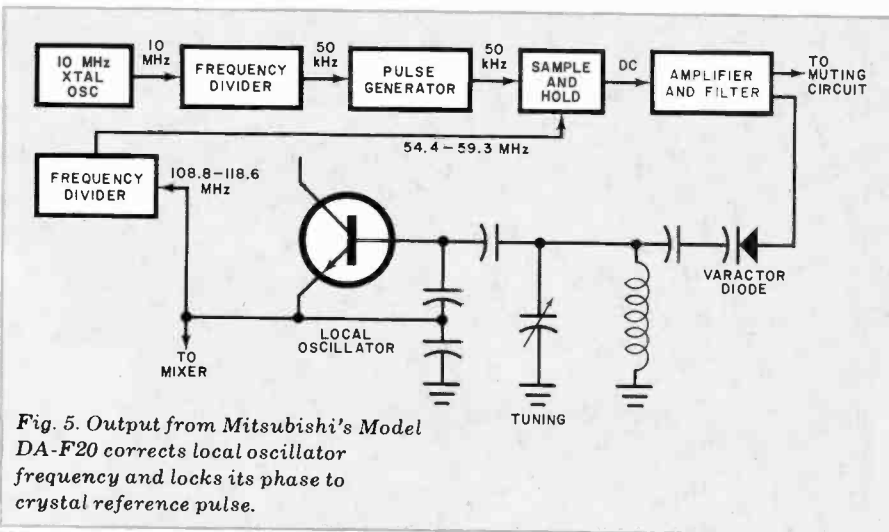 10 MHz
XTAL
OSC
10
MHz
FREQUENCY
DIVIDER
50
kHz
PULSE
GENERATOR
50
kHz
SAMPLE
AND
HOLD
DC
AMPLIFIER
AND FILTER
TO
MUTING
CIRCUIT
54.4–59.3 MHz
FREQUENCY
DIVIDER
108.8–118.6
MHz
VARACTOR
DIODE
LOCAL
OSCILLATOR
TO
MIXER
TUNING
Fig. 5. Output from Mitsubishi's Model
DA-F20 corrects local oscillator
frequency and locks its phase to
crystal reference pulse.